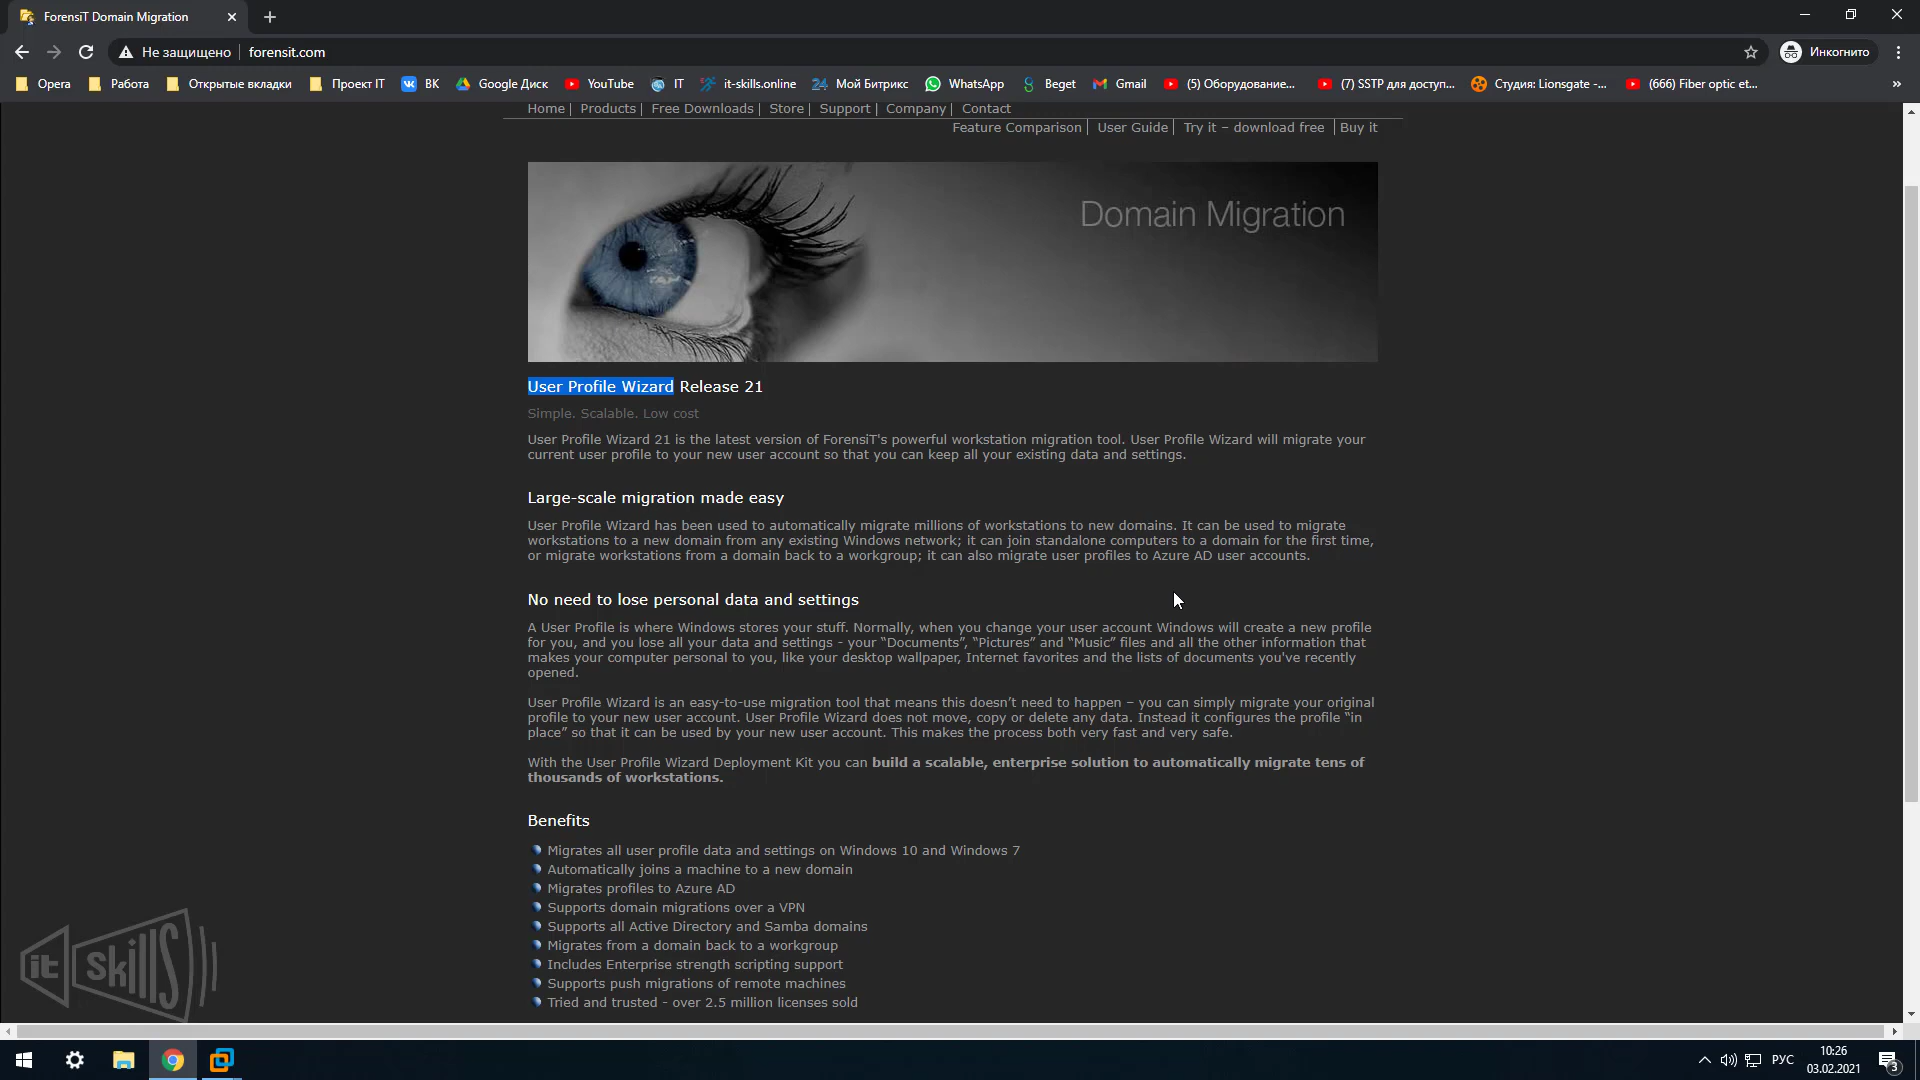 ForensiT Domain Migration
Не защищено forensit.com
Инкогнито
Opera Работа Открытые вкладки Проект IT ВК Google Диск YouTube IT it-skills.online Мой Битрикс WhatsApp Beget Gmail (5) Оборудование... (7) SSTP для доступ... Студия: Lionsgate -... (666) Fiber optic et... »
Home | Products | Free Downloads | Store | Support | Company | Contact
Feature Comparison | User Guide | Try it – download free | Buy it
Domain Migration
User Profile Wizard Release 21
Simple. Scalable. Low cost
User Profile Wizard 21 is the latest version of ForensiT's powerful workstation migration tool. User Profile Wizard will migrate your
current user profile to your new user account so that you can keep all your existing data and settings.
Large-scale migration made easy
User Profile Wizard has been used to automatically migrate millions of workstations to new domains. It can be used to migrate
workstations to a new domain from any existing Windows network; it can join standalone computers to a domain for the first time,
or migrate workstations from a domain back to a workgroup; it can also migrate user profiles to Azure AD user accounts.
No need to lose personal data and settings
A User Profile is where Windows stores your stuff. Normally, when you change your user account Windows will create a new profile
for you, and you lose all your data and settings - your “Documents”, “Pictures” and “Music” files and all the other information that
makes your computer personal to you, like your desktop wallpaper, Internet favorites and the lists of documents you've recently
opened.
User Profile Wizard is an easy-to-use migration tool that means this doesn’t need to happen – you can simply migrate your original
profile to your new user account. User Profile Wizard does not move, copy or delete any data. Instead it configures the profile “in
place” so that it can be used by your new user account. This makes the process both very fast and very safe.
With the User Profile Wizard Deployment Kit you can build a scalable, enterprise solution to automatically migrate tens of
thousands of workstations.
Benefits
Migrates all user profile data and settings on Windows 10 and Windows 7
Automatically joins a machine to a new domain
Migrates profiles to Azure AD
Supports domain migrations over a VPN
Supports all Active Directory and Samba domains
Migrates from a domain back to a workgroup
Includes Enterprise strength scripting support
Supports push migrations of remote machines
Tried and trusted - over 2.5 million licenses sold
it skillS
РУС
10:26
03.02.2021
3